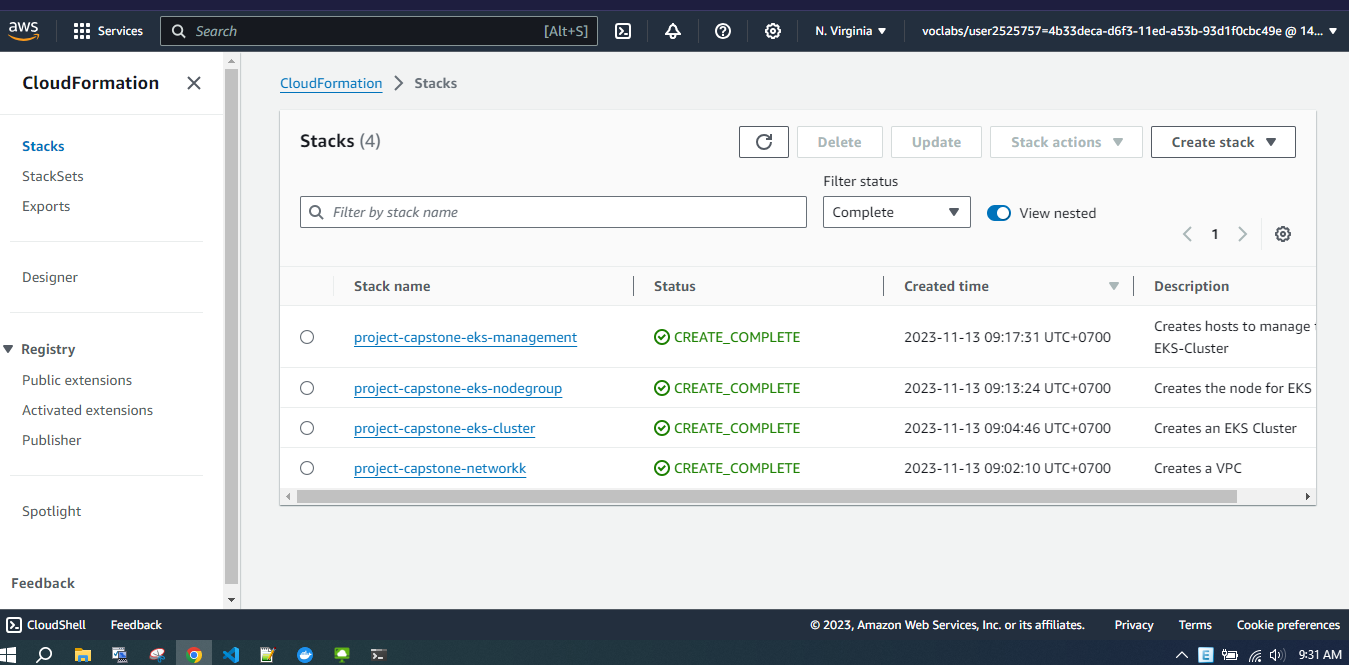 aws
Services
Search
[Alt+S]
N. Virginia
voclabs/user2525757=4b33deca-d6f3-11ed-a53b-93d1f0cbc49e @ 14...
CloudFormation
Stacks
StackSets
Exports
Designer
Registry
Public extensions
Activated extensions
Publisher
Spotlight
Feedback
CloudFormation > Stacks
Stacks (4)
Delete
Update
Stack actions
Create stack
Filter status
Filter by stack name
Complete
View nested
1
Stack name Status Created time Description
project-capstone-eks-management CREATE_COMPLETE 2023-11-13 09:17:31 UTC+0700 Creates hosts to manage
EKS-Cluster
project-capstone-eks-nodegroup CREATE_COMPLETE 2023-11-13 09:13:24 UTC+0700 Creates the node for EKS
project-capstone-eks-cluster CREATE_COMPLETE 2023-11-13 09:04:46 UTC+0700 Creates an EKS Cluster
project-capstone-networkk CREATE_COMPLETE 2023-11-13 09:02:10 UTC+0700 Creates a VPC
CloudShell Feedback © 2023, Amazon Web Services, Inc. or its affiliates. Privacy Terms Cookie preferences
E 9:31 AM